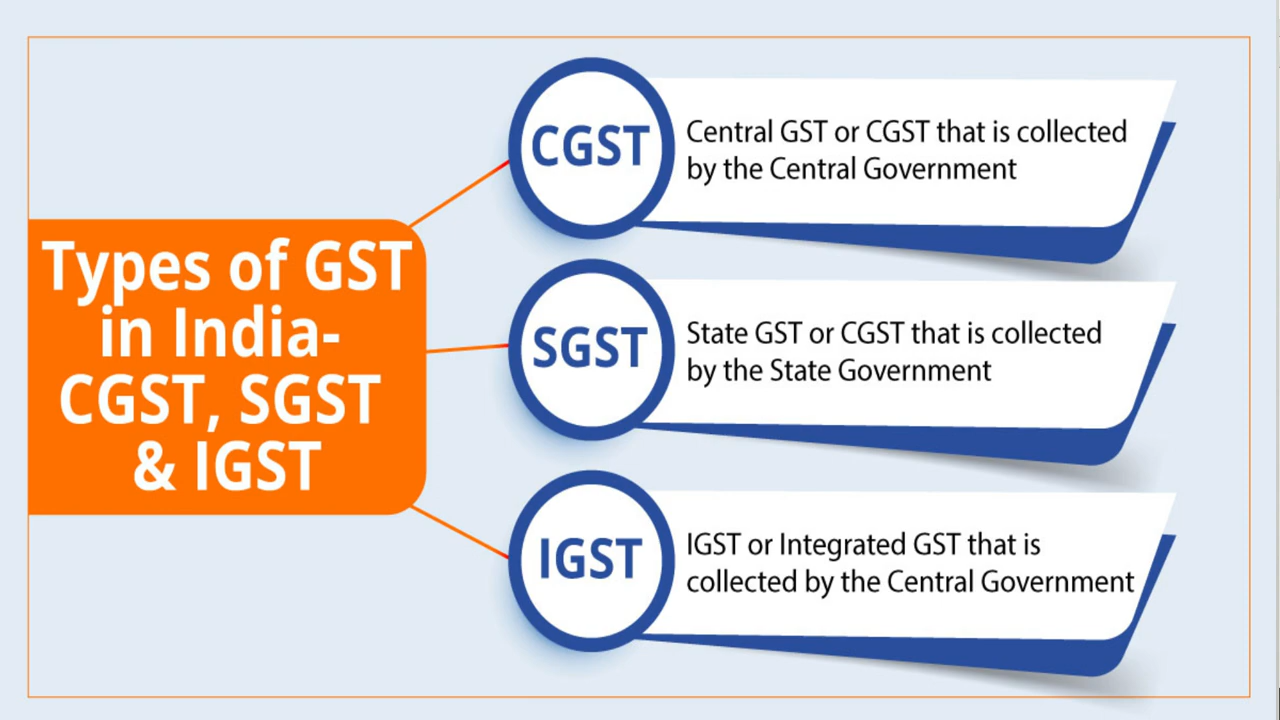 Types of GST
in India-
CGST, SGST
& IGST
CGST
Central GST or CGST that is collected
by the Central Government
SGST
State GST or CGST that is collected
by the State Government
IGST
IGST or Integrated GST that is
collected by the Central Government